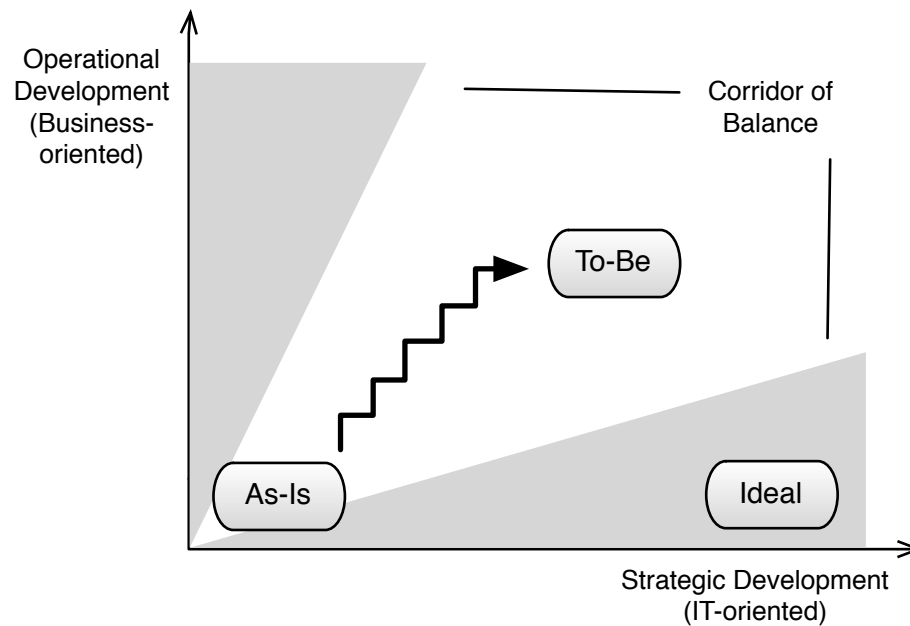 Operational
Development
(Business-
oriented)
Corridor of
Balance
To-Be
As-Is
Ideal
Strategic Development
(IT-oriented)